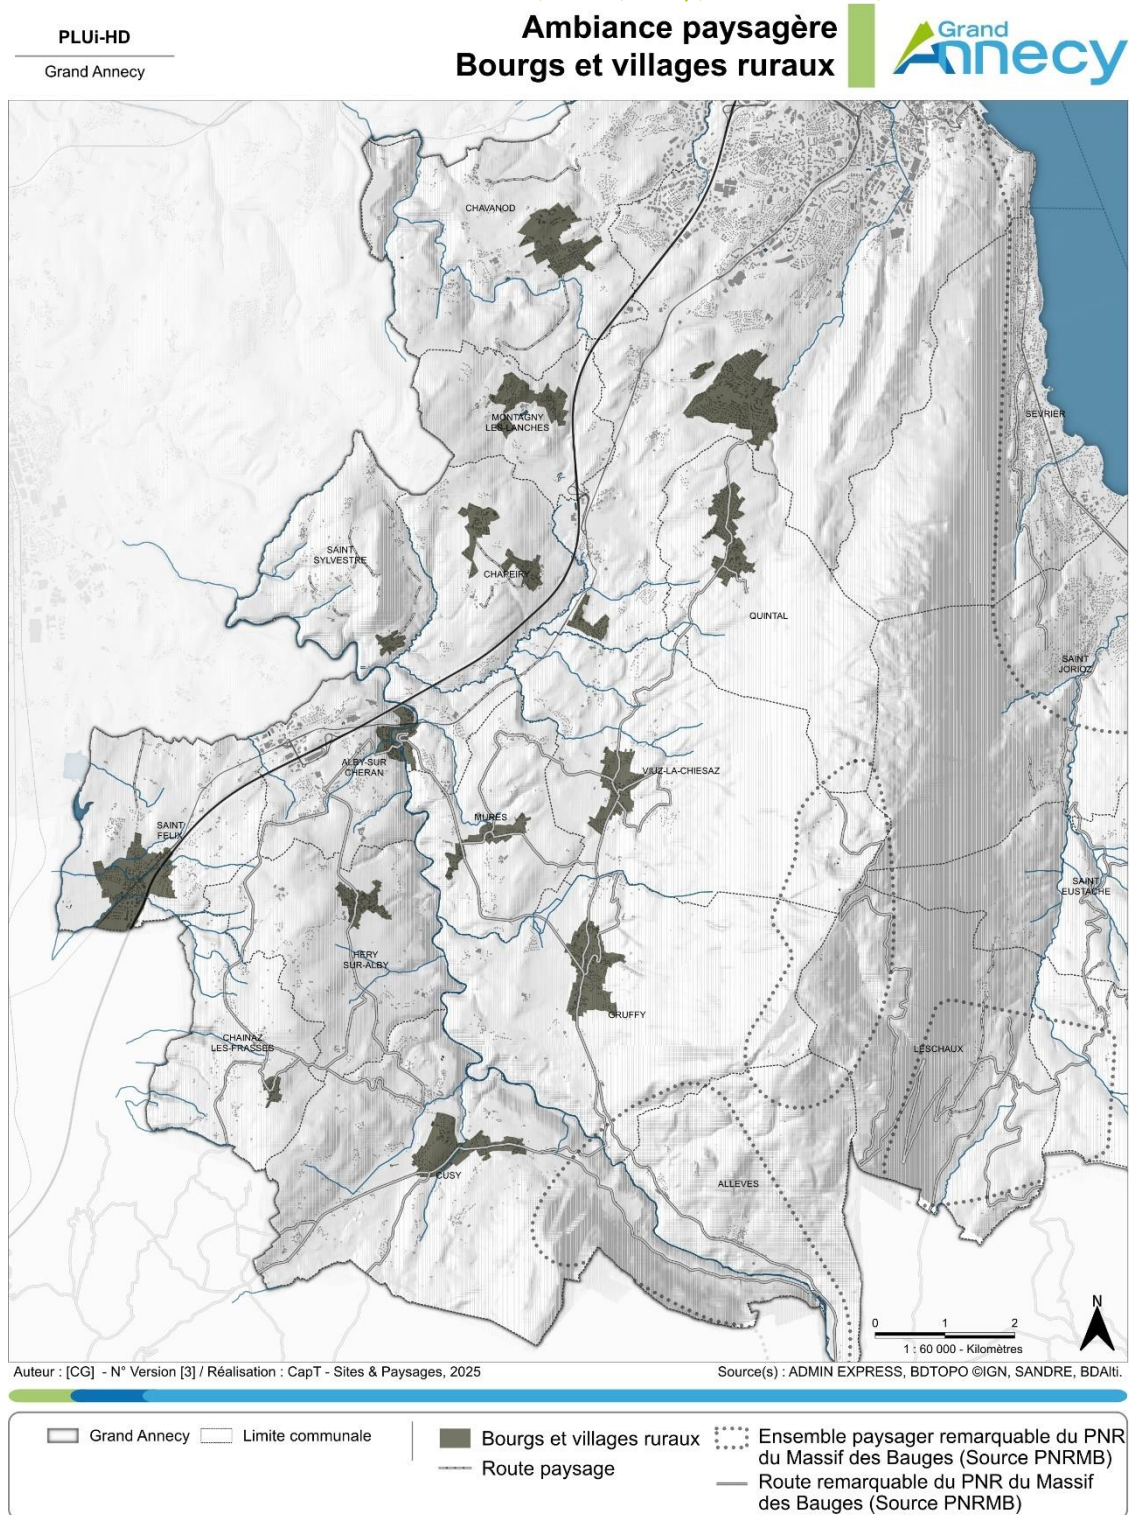 PLUi-HD
Grand Annecy
Ambiance paysagère
Bourgs et villages ruraux
Grand
Annecy
CHAVANOD
MONTAGNY
LES-LANCHES
SEVRIER
SAINT
SYLVESTRE
CHAPEIRY
QUINTAL
SAINT
JORIOZ
ALBY-SUR
CHERAN
VIUZ-LA-CHIESAZ
MURES
SAINT
FELIX
SAINT
EUSTACHE
HERY
SUR-ALBY
GRUFFY
CHAINAZ
LES-FRASSES
LESCHAUX
CUSY
ALLEVES
N
0 1 2
1 : 60 000 - Kilomètres
Auteur : [CG] - N° Version [3] / Réalisation : CapT - Sites & Paysages, 2025
Source(s) : ADMIN EXPRESS, BDTOPO ©IGN, SANDRE, BDAlti.
Grand Annecy
Limite communale
Bourgs et villages ruraux
Route paysage
Ensemble paysager remarquable du PNR
du Massif des Bauges (Source PNRMB)
Route remarquable du PNR du Massif
des Bauges (Source PNRMB)